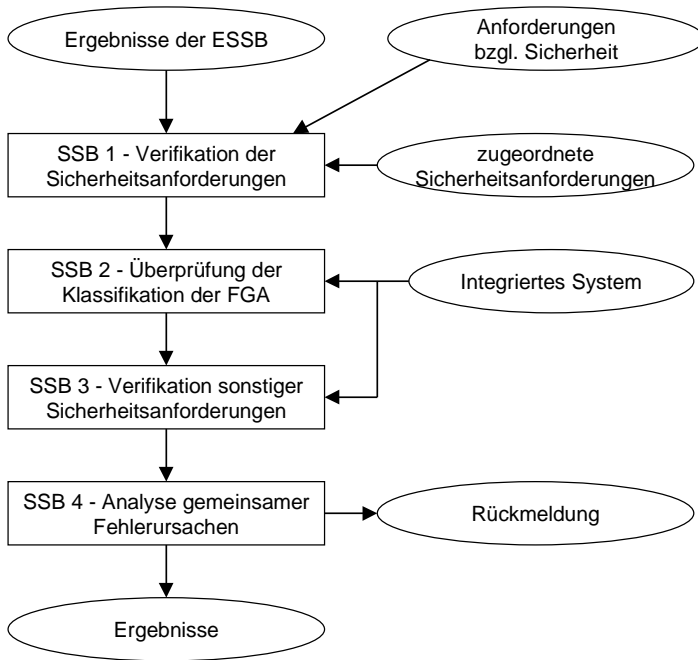 Ergebnisse der ESSB
Anforderungen
bzgl. Sicherheit
SSB 1 - Verifikation der
Sicherheitsanforderungen
zugeordnete
Sicherheitsanforderungen
SSB 2 - Überprüfung der
Klassifikation der FGA
Integriertes System
SSB 3 - Verifikation sonstiger
Sicherheitsanforderungen
SSB 4 - Analyse gemeinsamer
Fehlerursachen
Rückmeldung
Ergebnisse